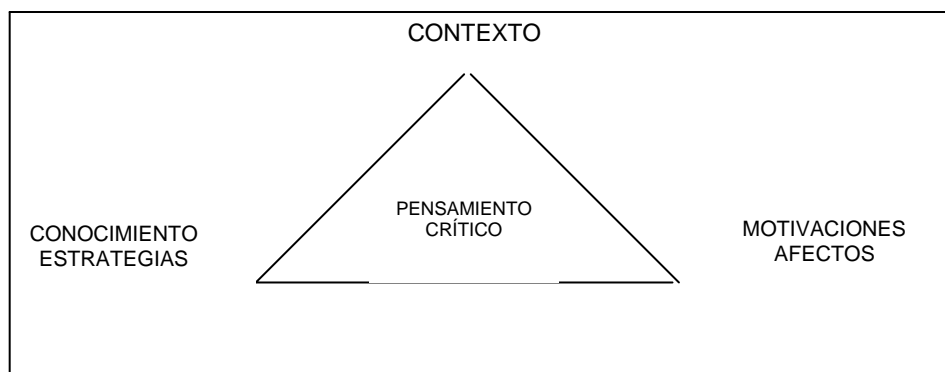 CONTEXTO
PENSAMIENTO
CRÍTICO
CONOCIMIENTO
ESTRATEGIAS
MOTIVACIONES
AFECTOS